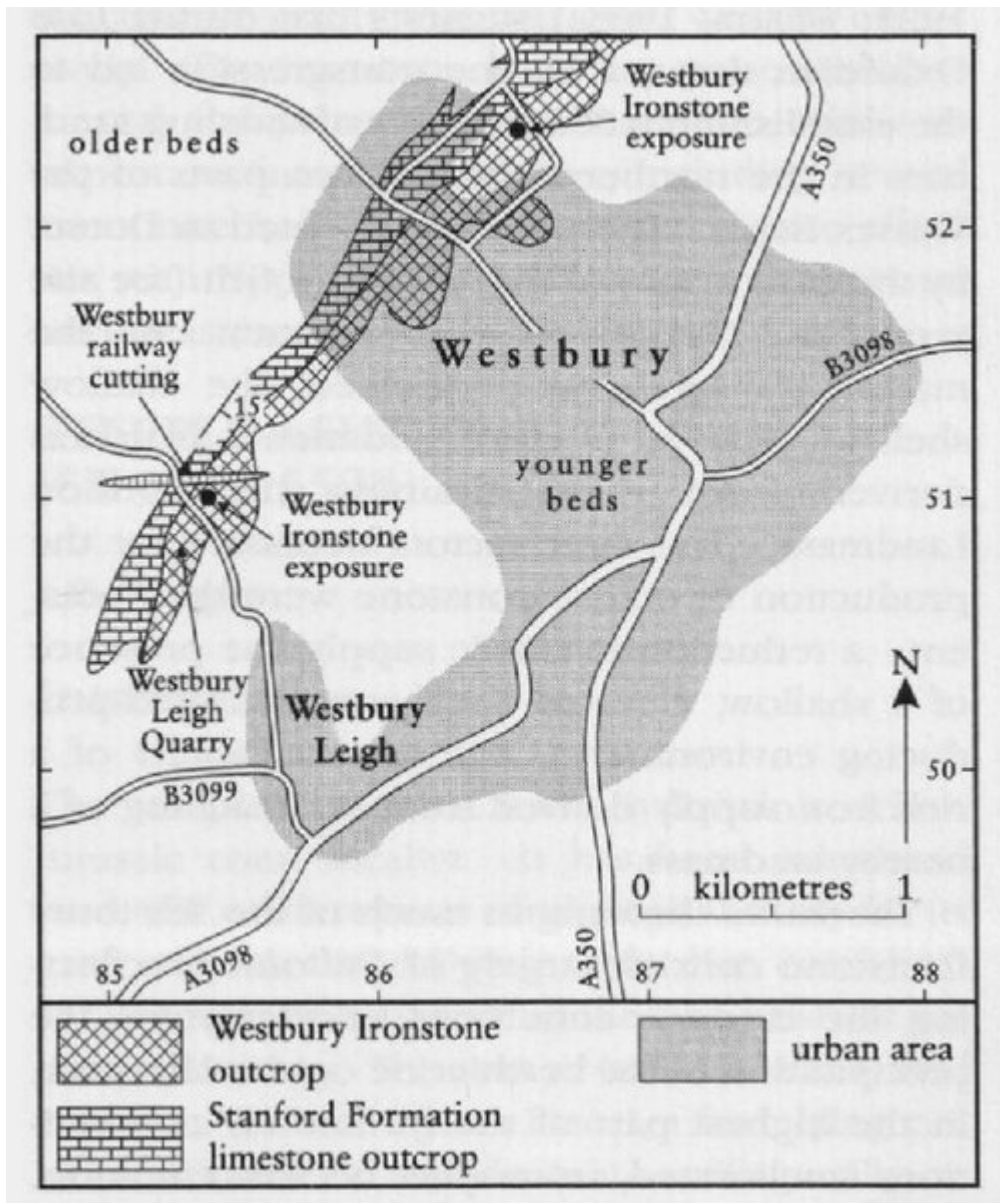 Westbury
Ironstone
exposure
older beds
A350
52
Westbury
railway
cutting
Westbury
B3098
15
younger
beds
51
Westbury
Ironstone
exposure
Westbury
Leigh
Quarry
Westbury
Leigh
N
50
B3099
0 kilometres 1
A3098
A350
85
86
87
88
Westbury Ironstone
outcrop
urban area
Stanford Formation
limestone outcrop